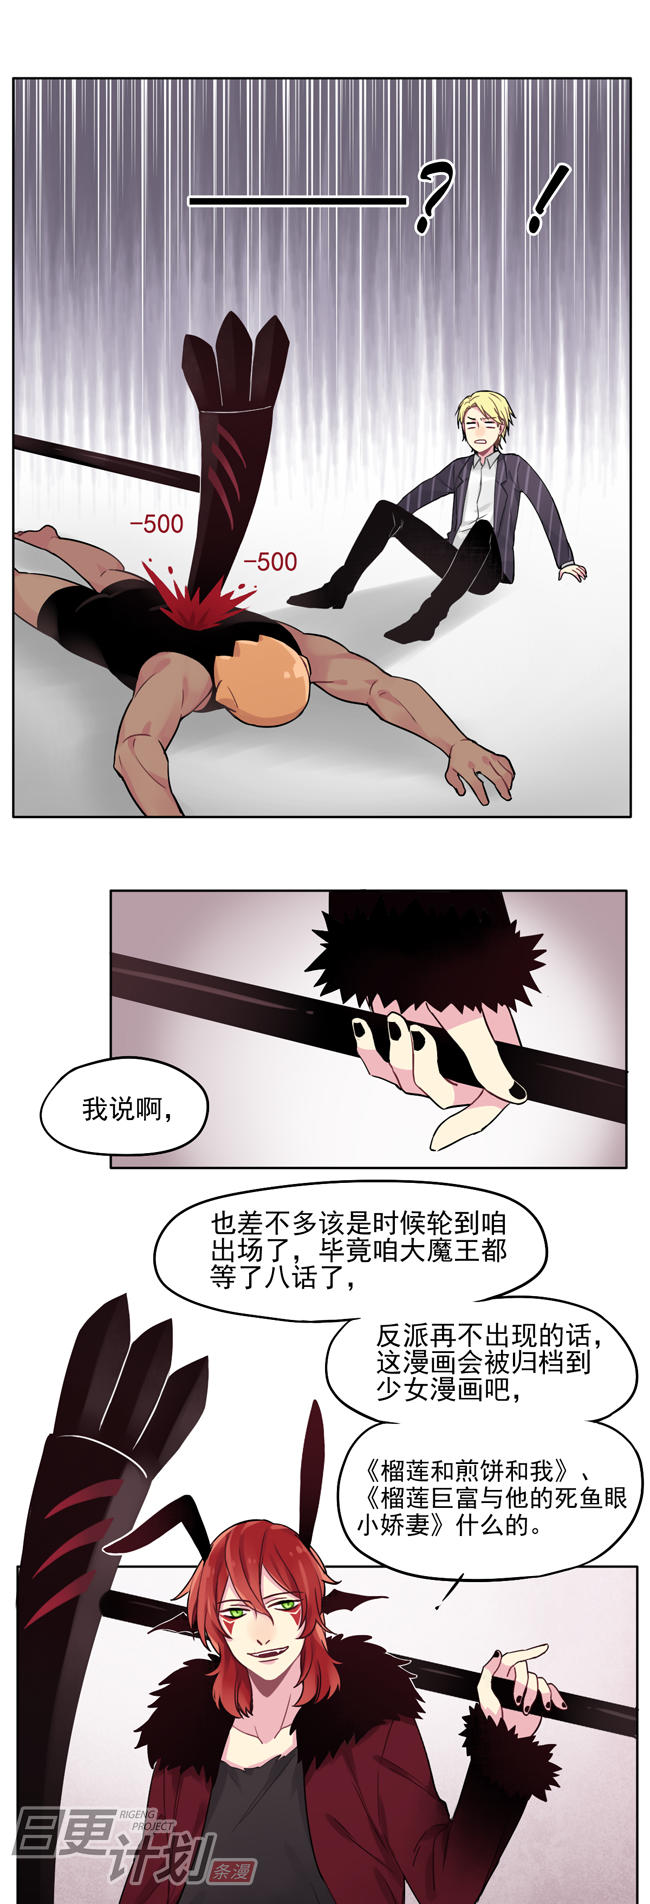 ——？！
-500
-500
我说啊，
也差不多该是时候轮到咱
出场了，毕竟咱大魔王都
等了八话了，
反派再不出现的话，
这漫画会被归档到
少女漫画吧，
《榴莲和煎饼和我》、
《榴莲巨富与他的死鱼眼
小娇妻》什么的。
日更计划
RIGENG
PROJECT
条漫